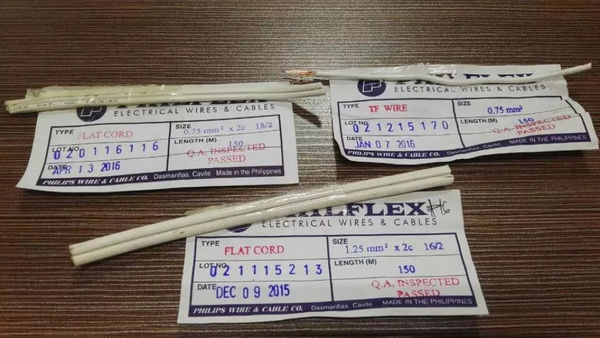 ELECTRICAL WIRES & CABLES
TYPE FLAT CORD
SIZE 0.75 mm² x 2c 18/2
LOT NO 020116116
LENGTH (M) 150
DATE APR 13 2016
Q.A. INSPECTED
PASSED
PHILIPS WIRE & CABLE CO. Dasmariñas, Cavite Made in the Philippines
ELECTRICAL WIRES & CABLES
TYPE TF WIRE
SIZE 0.75 mm²
LOT NO 021215170
LENGTH (M) 150
DATE JAN 07 2016
Q.A. INSPECTED
PASSED
PHILIPS WIRE & CABLE CO. Dasmariñas, Cavite MADE IN THE PHILIPPINES
PHILFLEX #16
ELECTRICAL WIRES & CABLES
TYPE FLAT CORD
SIZE 1.25 mm² x 2c 16/2
LOT NO 021115213
LENGTH (M) 150
DATE DEC 09 2015
Q.A. INSPECTED
PASSED
PHILIPS WIRE & CABLE CO. Dasmariñas, Cavite MADE IN THE PHILIPPINES